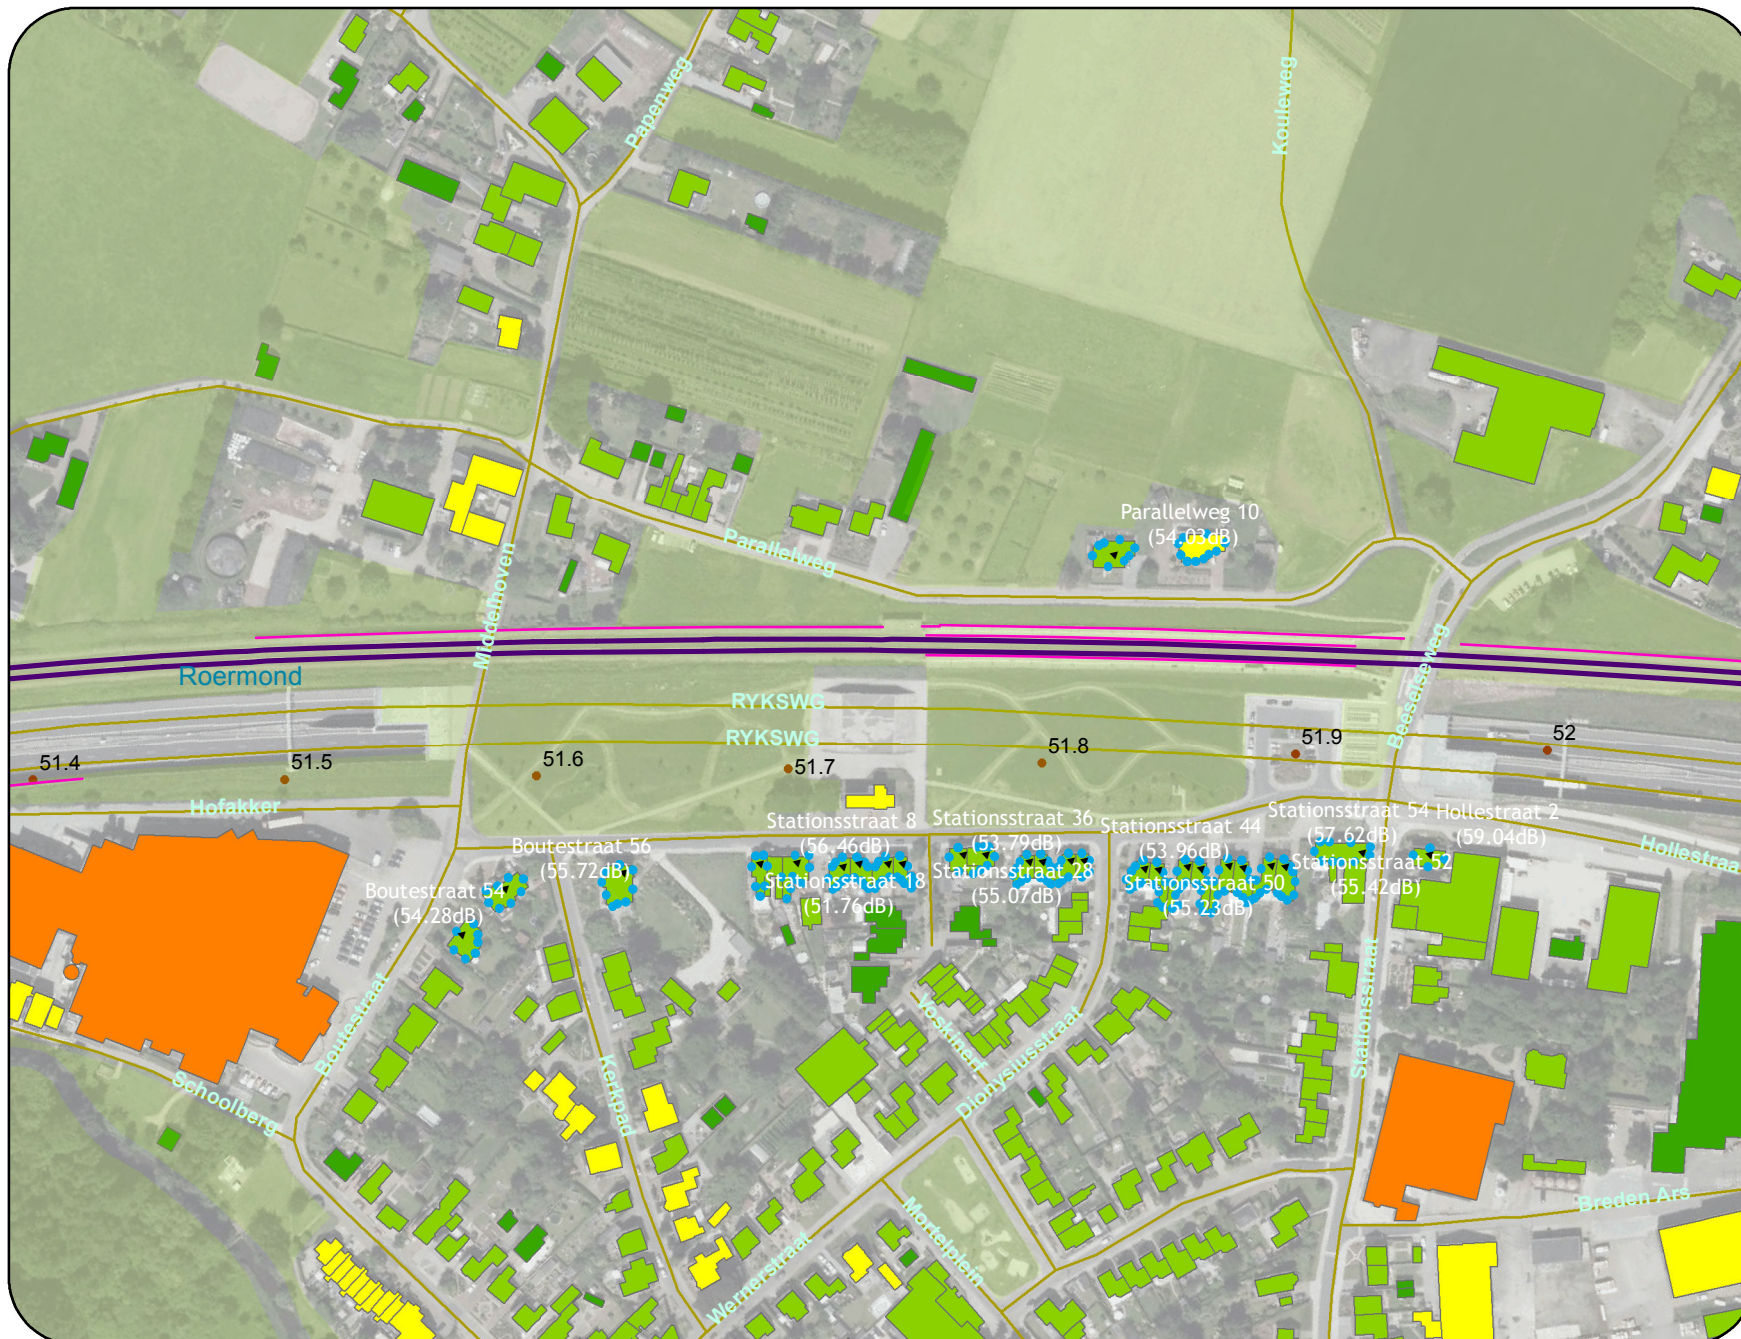 Papenweg
Kouleweg
Parallelweg 10
(54.03dB)
Parallelweg
Middelhoven
Roermond
Beeselseweg
RYKSWG
RYKSWG
51.4
51.5
51.6
51.7
51.8
51.9
52
Hofakker
Stationsstraat 8
(56.46dB)
Stationsstraat 36
(53.79dB)
Stationsstraat 44
(53.96dB)
Stationsstraat 54
(57.62dB)
Hollestraat 2
(59.04dB)
Boutestraat 56
(55.72dB)
Stationsstraat 18
(51.76dB)
Stationsstraat 28
(55.07dB)
Stationsstraat 50
(55.23dB)
Stationsstraat 52
(55.42dB)
Hollestraa
Boutestraat 54
(54.28dB)
Boutestraat
Schoolberg
Kerkpad
Dionysiusstraat
Stationsstraat
Breden Ars
Mortelplein
Wernerstraat